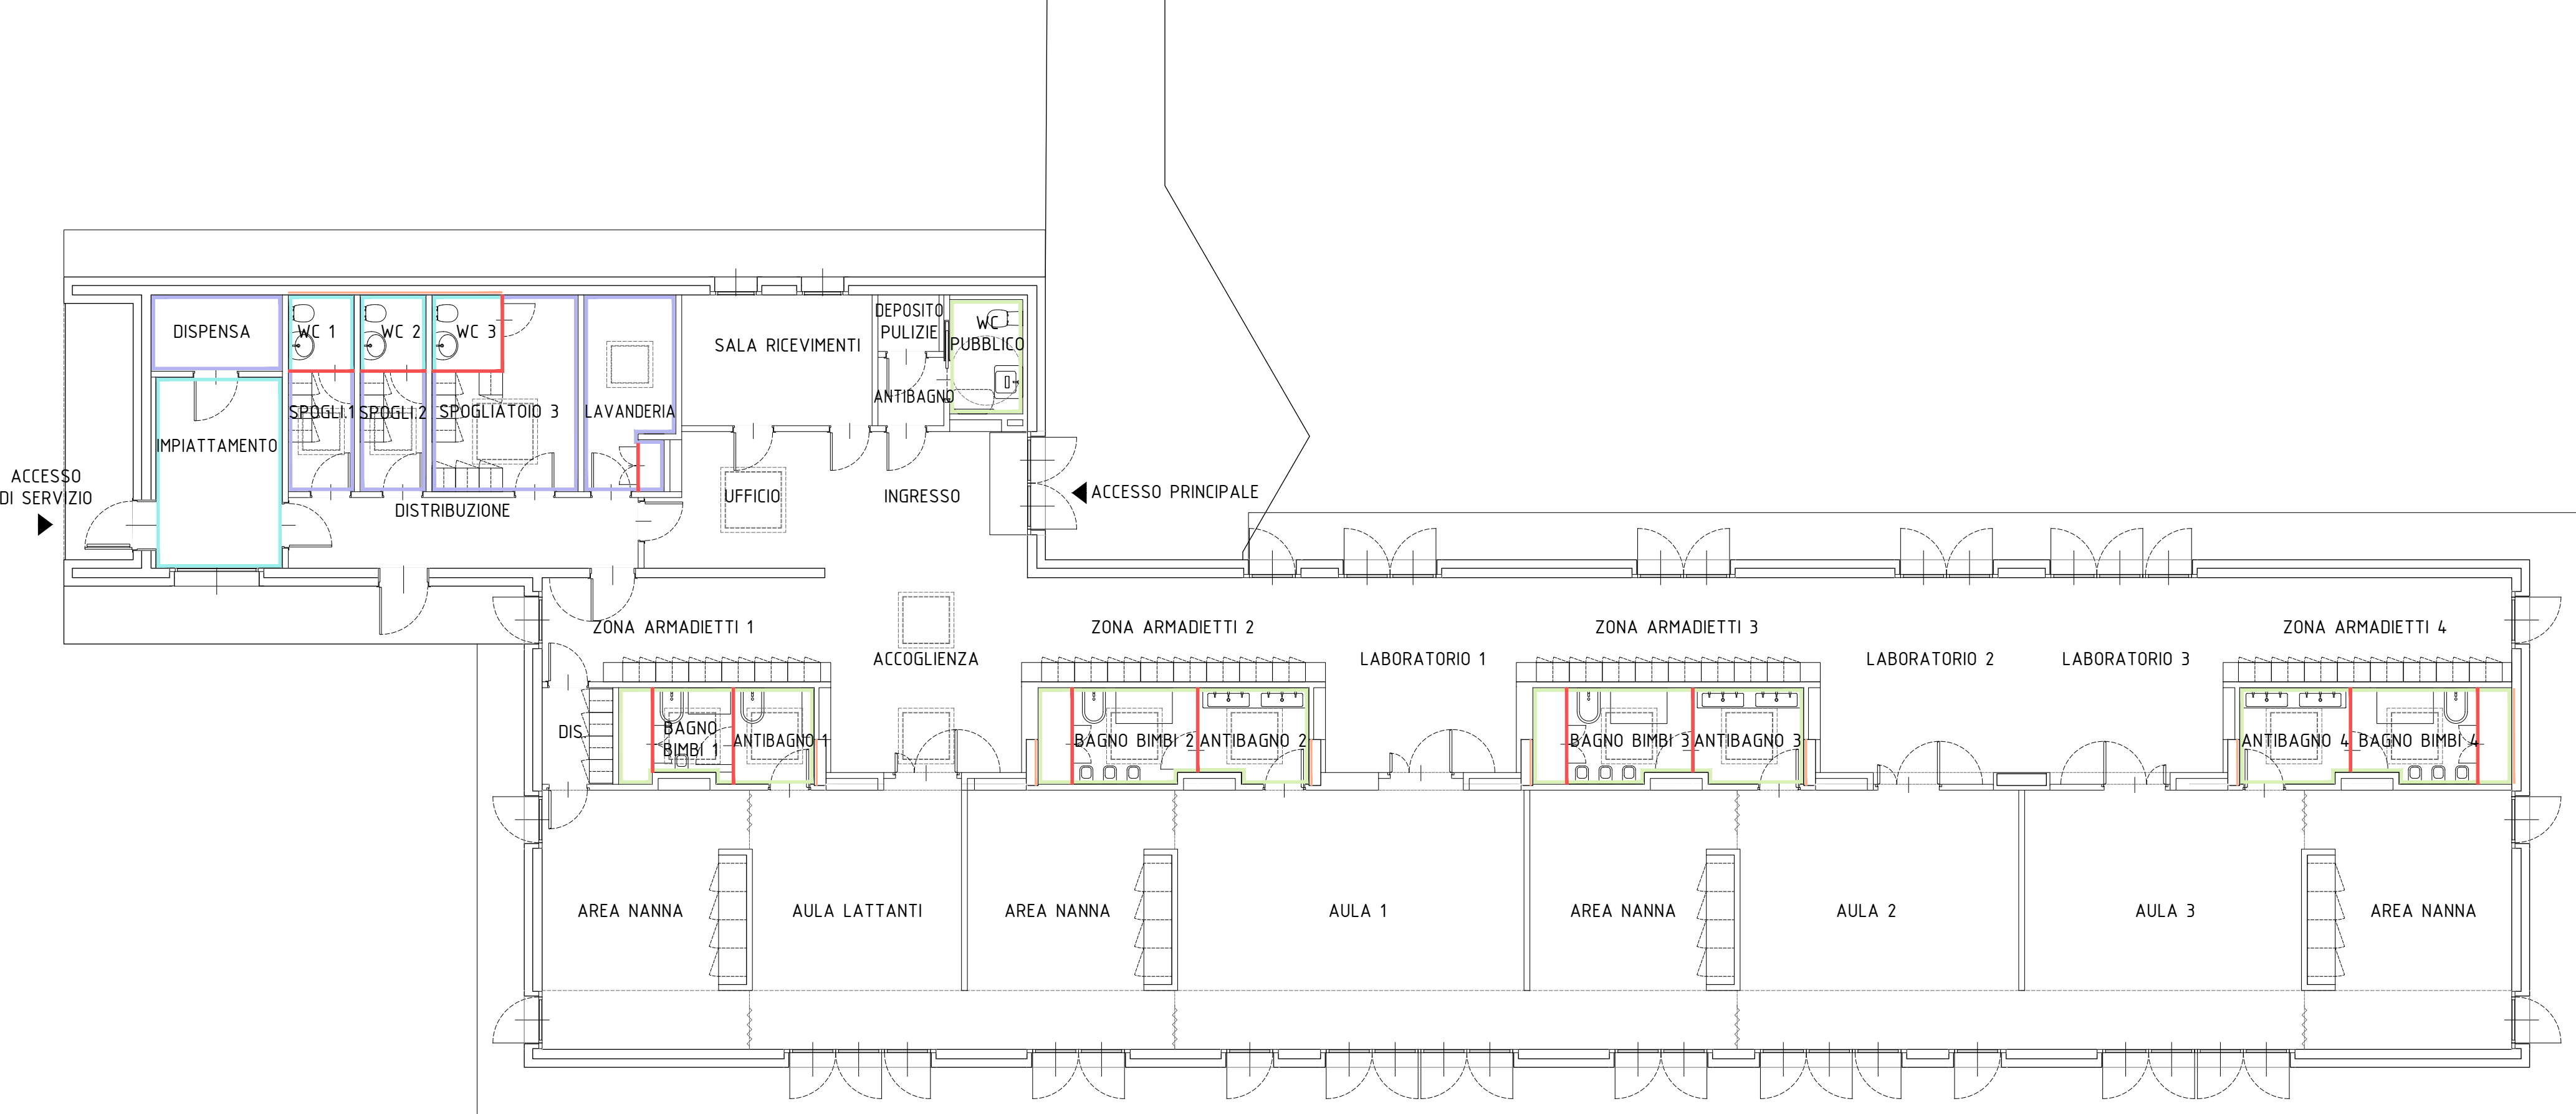 DISPENSA
WC 1
WC 2
WC 3
SALA RICEVIMENTI
DEPOSITO
PULIZIE
WC
PUBBLICO
ANTIBAGNO
SPOGLI.1
SPOGLI.2
SPOGLIATOIO 3
LAVANDERIA
IMPIATTAMENTO
ACCESSO
DI SERVIZIO
DISTRIBUZIONE
UFFICIO
INGRESSO
ACCESSO PRINCIPALE
ZONA ARMADIETTI 1
ZONA ARMADIETTI 2
ZONA ARMADIETTI 3
ZONA ARMADIETTI 4
ACCOGLIENZA
LABORATORIO 1
LABORATORIO 2
LABORATORIO 3
DIS.
BAGNO
BIMBI 1
ANTIBAGNO 1
BAGNO BIMBI 2
ANTIBAGNO 2
BAGNO BIMBI 3
ANTIBAGNO 3
ANTIBAGNO 4
BAGNO BIMBI 4
AREA NANNA
AULA LATTANTI
AREA NANNA
AULA 1
AREA NANNA
AULA 2
AULA 3
AREA NANNA